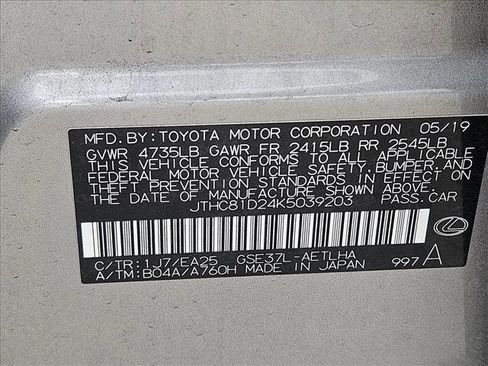 MFD. BY: TOYOTA MOTOR CORPORATION 05/19
GVWR 4735LB GAWR FR 2415LB RR 2545LB
THIS VEHICLE CONFORMS TO ALL APPLICABLE
FEDERAL MOTOR VEHICLE SAFETY, BUMPER, AND
THEFT PREVENTION STANDARDS IN EFFECT ON
THE DATE OF MANUFACTURE SHOWN ABOVE.
JTHC81D24K5039203 PASS. CAR
C/TR: 1J7/EA25 GSE37L-AETLHA
A/TM: B04A/A760H MADE IN JAPAN 997 A